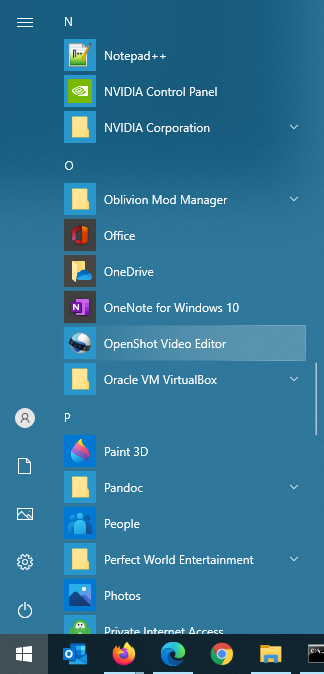 N
Notepad++
NVIDIA Control Panel
NVIDIA Corporation
O
Oblivion Mod Manager
Office
OneDrive
OneNote for Windows 10
OpenShot Video Editor
Oracle VM VirtualBox
P
Paint 3D
Pandoc
People
Perfect World Entertainment
Photos
Private Internet Access